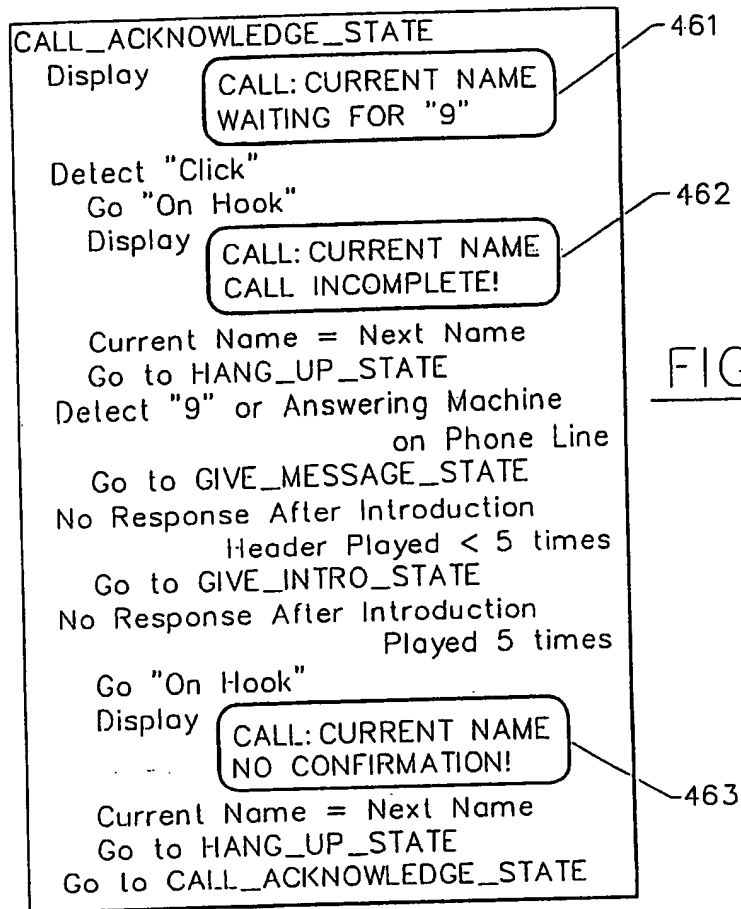 CALL_ACKNOWLEDGE_STATE
461
Display
CALL: CURRENT NAME
WAITING FOR "9"
Detect "Click"
Go "On Hook"
462
Display
CALL: CURRENT NAME
CALL INCOMPLETE!
Current Name = Next Name
Go to HANG_UP_STATE
FIG
Detect "9" or Answering Machine
on Phone Line
Go to GIVE_MESSAGE_STATE
No Response After Introduction
Header Played < 5 times
Go to GIVE_INTRO_STATE
No Response After Introduction
Played 5 times
Go "On Hook"
Display
CALL: CURRENT NAME
NO CONFIRMATION!
463
Current Name = Next Name
Go to HANG_UP_STATE
Go to CALL_ACKNOWLEDGE_STATE